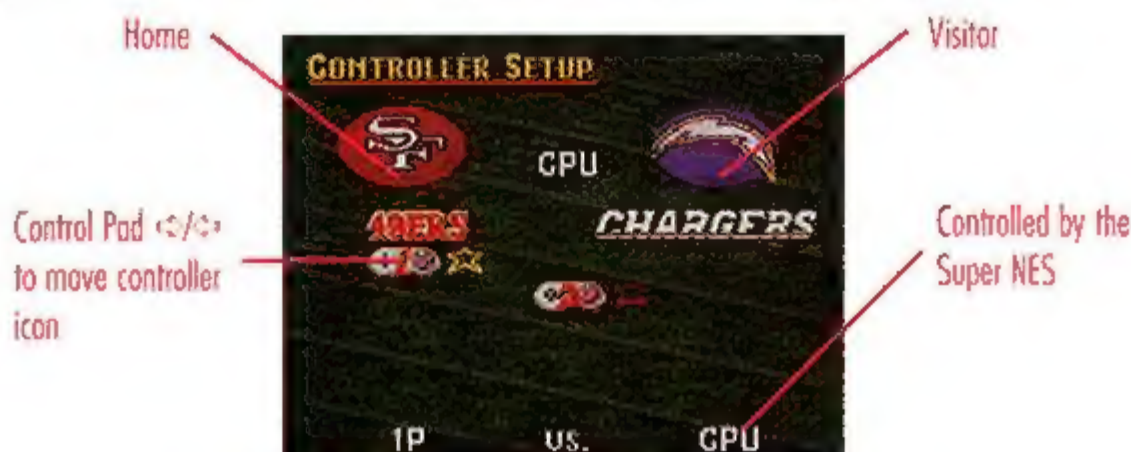 Home
Visitor
CONTROLLER SETUP
SF
CPU
49ERS
CHARGERS
Control Pad ⇦/⇨
to move controller
icon
Controlled by the
Super NES
1P VS. CPU